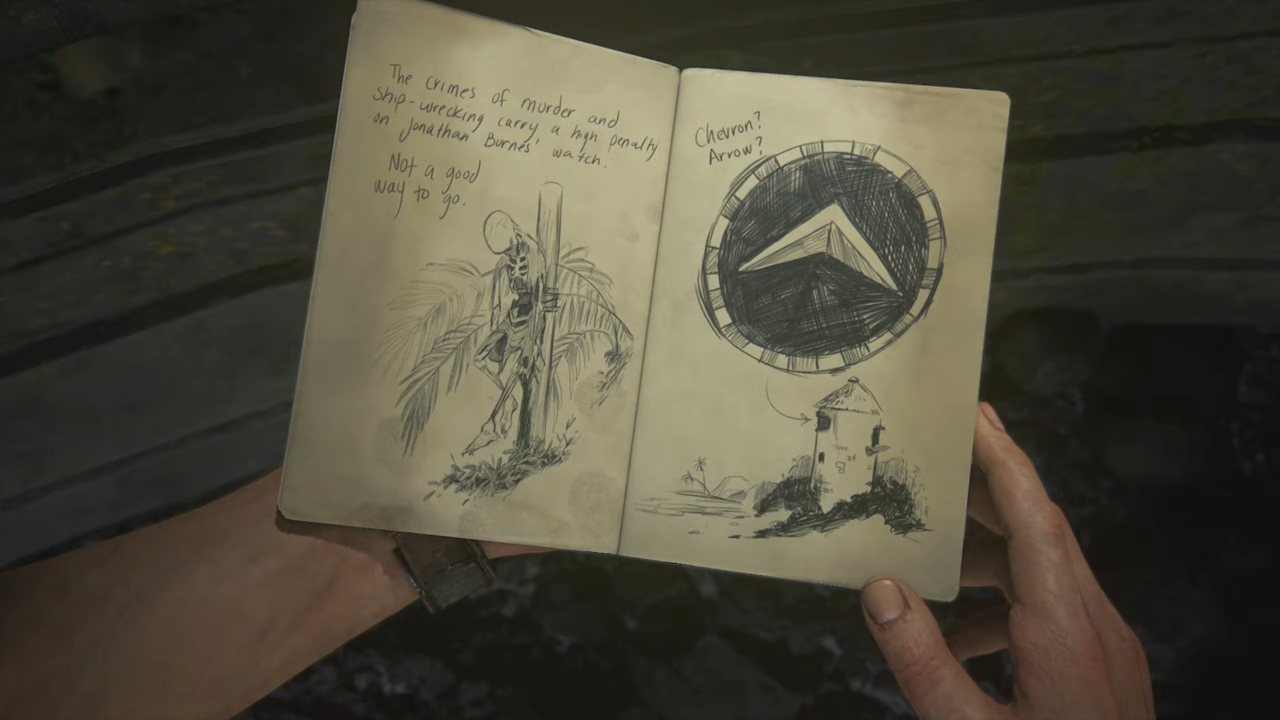 The crimes of murder and
ship-wrecking carry a high penalty
on Jonathan Burnes' watch.
Not a good
way to go.
Chevron?
Arrow?